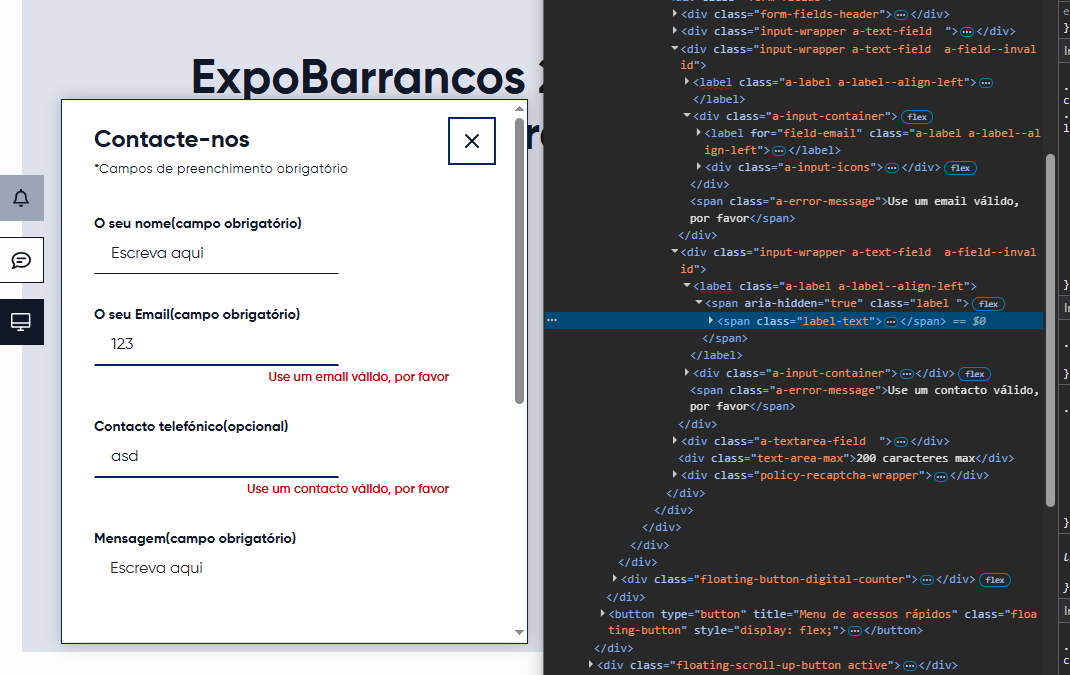 ExpoBarrancos
Contacte-nos
*Campos de preenchimento obrigatório
O seu nome(campo obrigatório)
Escreva aqui
O seu Email(campo obrigatório)
123
Use um email válido, por favor
Contacto telefónico(opcional)
asd
Use um contacto válido, por favor
Mensagem(campo obrigatório)
Escreva aqui
<div class="form-fields-header">⋯</div>
<div class="input-wrapper a-text-field  ">⋯</div>
<div class="input-wrapper a-text-field  a-field--inval
id">
<label class="a-label a-label--align-left">⋯
</label>
<div class="a-input-container"> flex
<label for="field-email" class="a-label a-label--al
ign-left">⋯</label>
<div class="a-input-icons">⋯</div> flex
</div>
<span class="a-error-message">Use um email válido,
por favor</span>
</div>
<div class="input-wrapper a-text-field  a-field--inval
id">
<label class="a-label a-label--align-left">
<span aria-hidden="true" class="label "> flex
⋯ <span class="label-text">⋯</span> == $0
</span>
</label>
<div class="a-input-container">⋯</div> flex
<span class="a-error-message">Use um contacto válido,
por favor</span>
</div>
<div class="a-textarea-field  ">⋯</div>
<div class="text-area-max">200 caracteres max</div>
<div class="policy-recaptcha-wrapper">⋯</div>
</div>
</div>
</div>
</div>
</div>
<div class="floating-button-digital-counter">⋯</div> flex
</div>
<button type="button" title="Menu de acessos rápidos" class="floa
ting-button" style="display: flex;">⋯</button>
</div>
<div class="floating-scroll-up-button active">⋯</div>